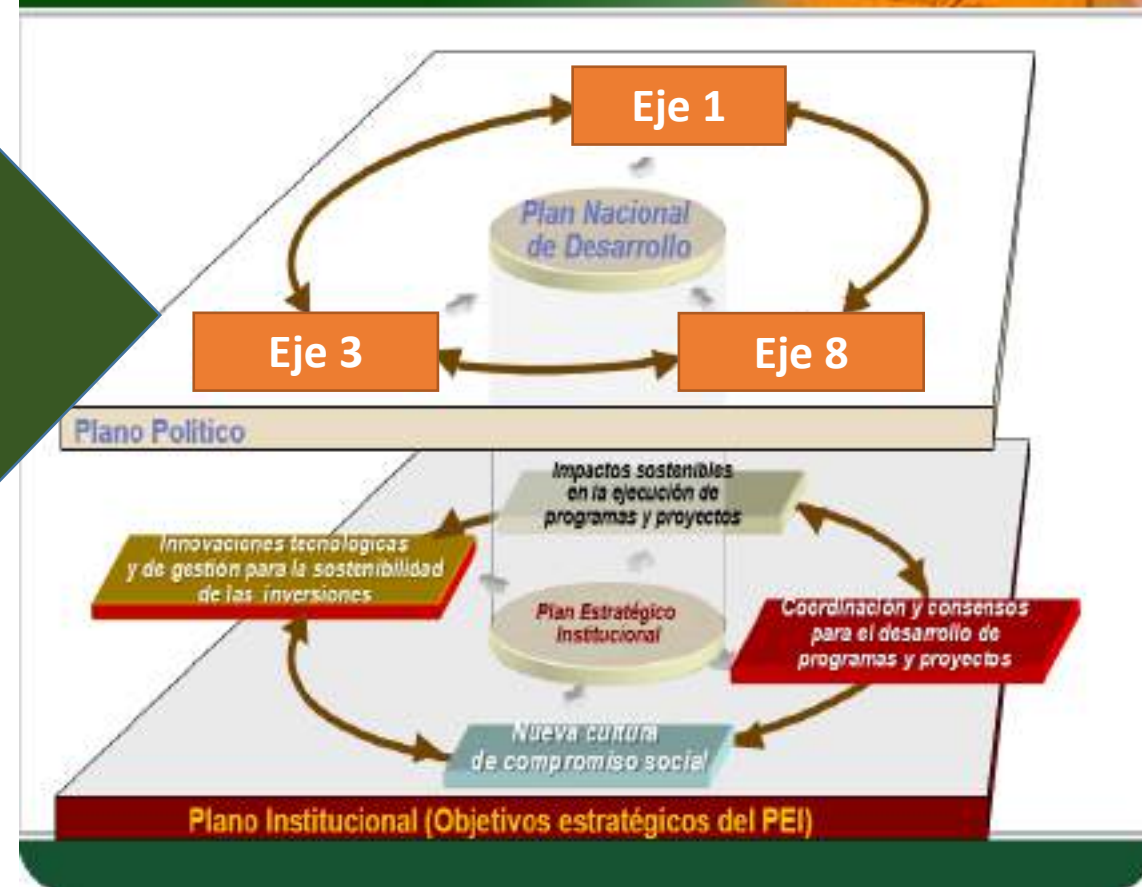 Eje 1
Plan Nacional
de Desarrollo
Eje 3
Eje 8
Plano Político
Impactos sostenibles
en la ejecución de
programas y proyectos
Innovaciones tecnológicas
y de gestión para la sostenibilidad
de las inversiones
Plan Estratégico
Institucional
Coordinación y consensos
para el desarrollo de
programas y proyectos
Nueva cultura
de compromiso social
Plano Institucional (Objetivos estratégicos del PEI)